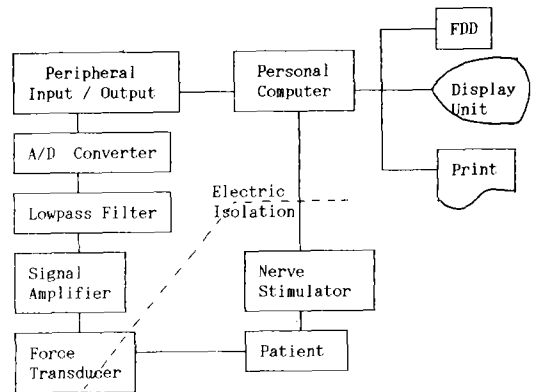 FDD
Peripheral
Input / Output
Personal
Computer
Display
Unit
A/D Converter
Print
Electric
Isolation
Lowpass Filter
Signal
Amplifier
Nerve
Stimulator
Force
Transducer
Patient